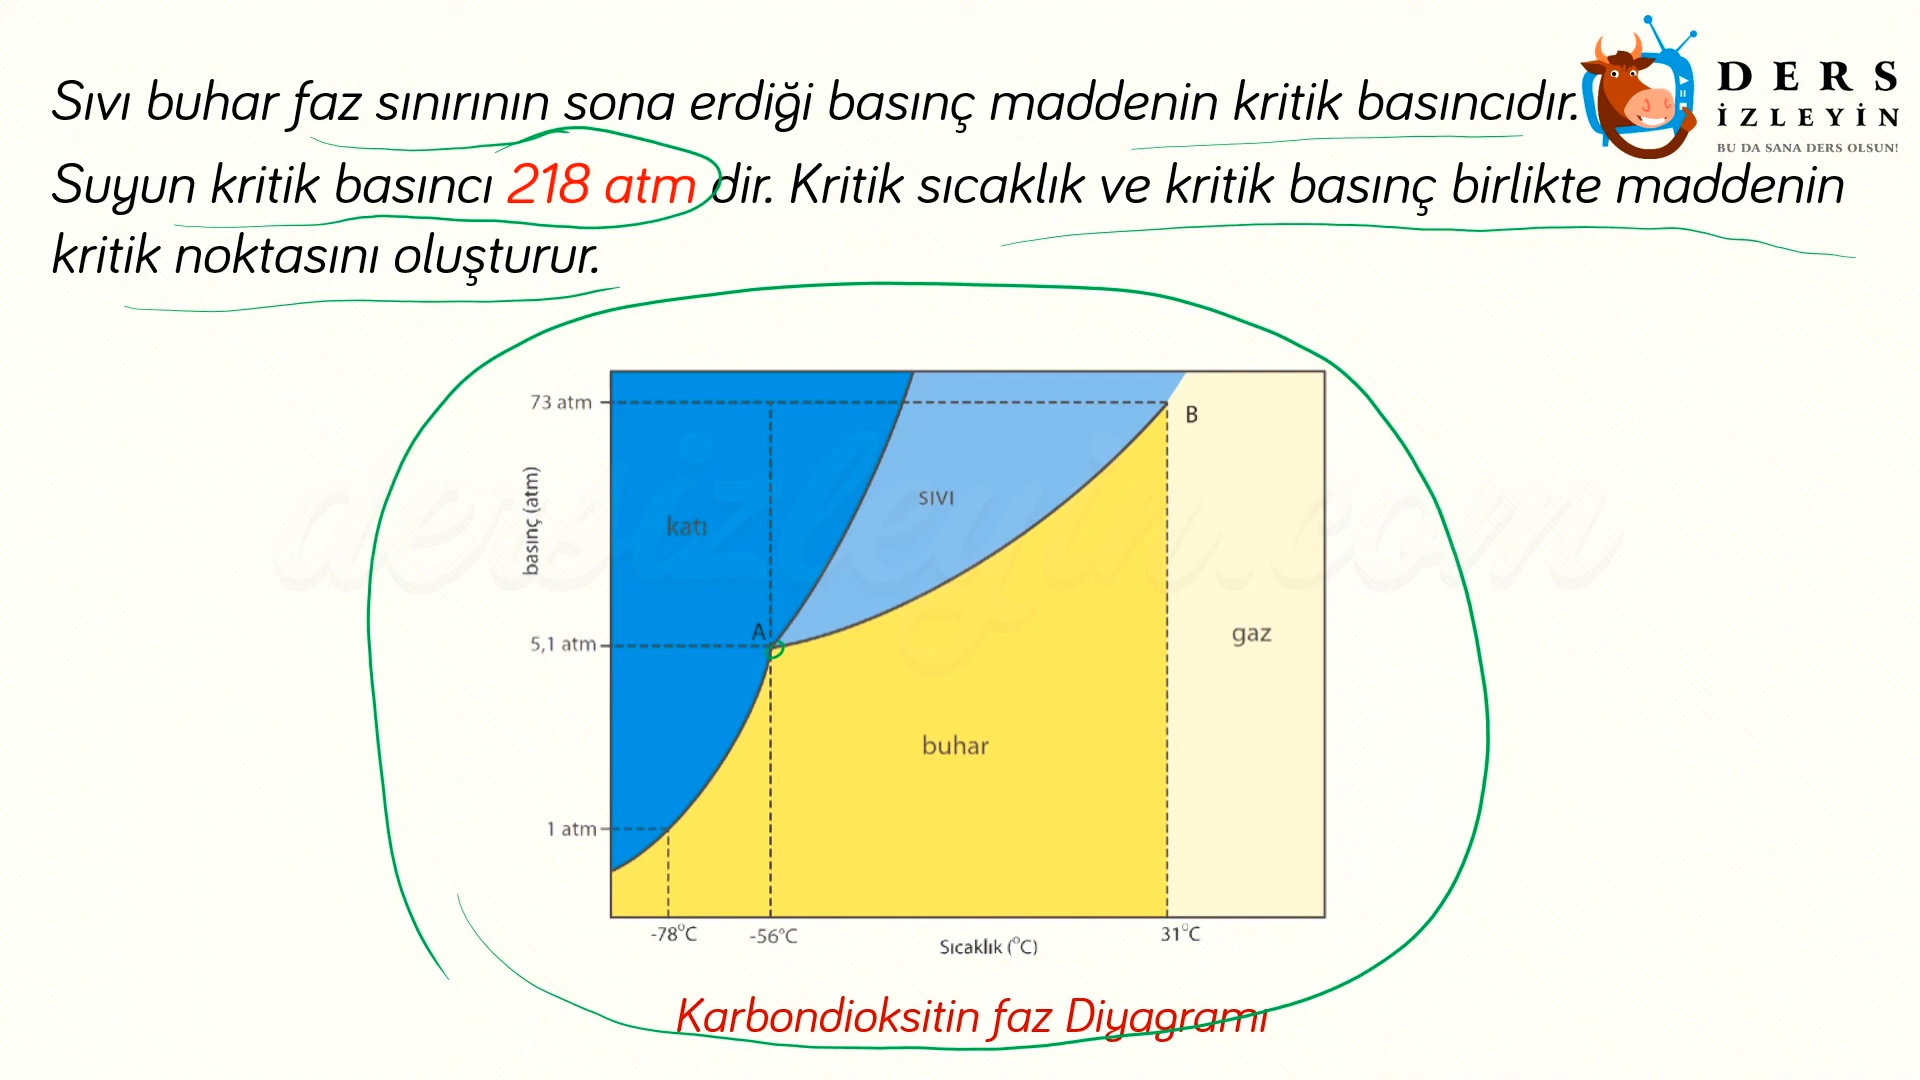 Sıvı buhar faz sınırının sona erdiği basınç maddenin kritik basıncıdır.
Suyun kritik basıncı 218 atm dir. Kritik sıcaklık ve kritik basınç birlikte maddenin
kritik noktasını oluşturur.
DERS
İZLEYİN
BU DA SANA DERS OLSUN!
73 atm
B
basınç (atm)
katı
SIVI
dersizleyin.com
A
5,1 atm
gaz
buhar
1 atm
-78°C
-56°C
31°C
Sıcaklık (°C)
Karbondioksitin faz Diyagramı